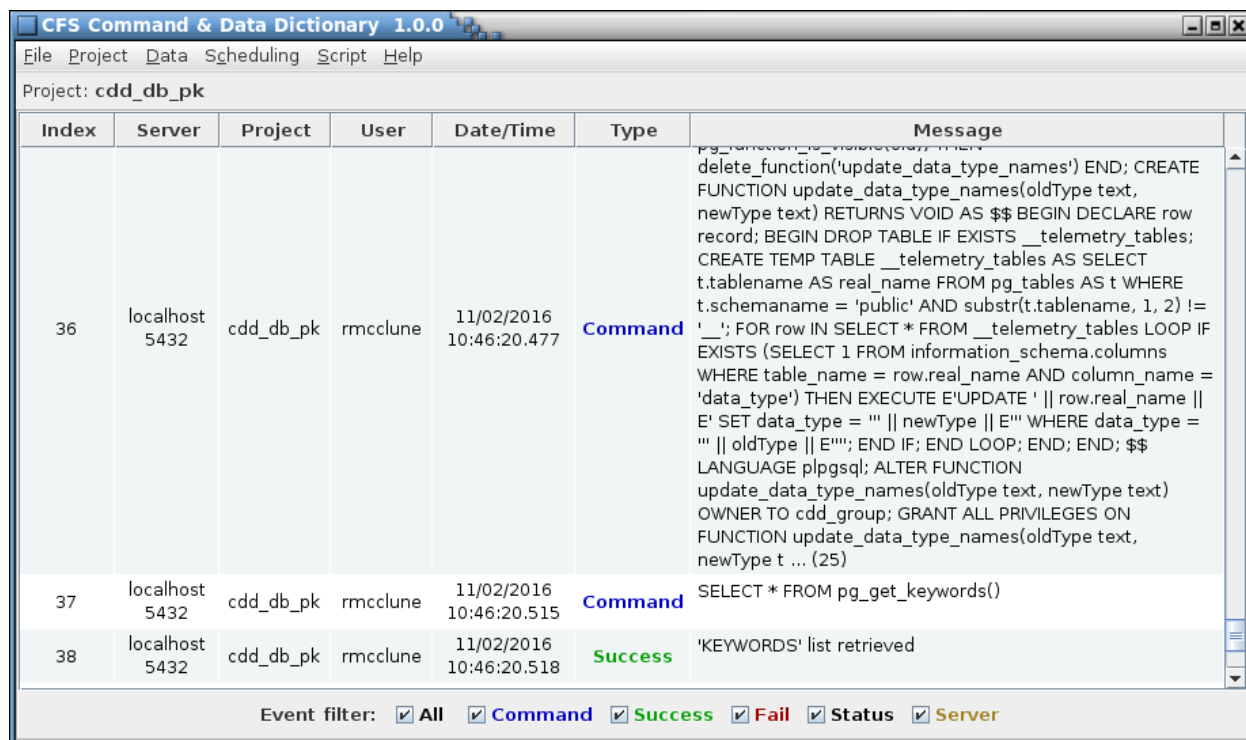 CFS Command & Data Dictionary 1.0.0
File Project Data Scheduling Script Help
Project: cdd_db_pk
Index Server Project User Date/Time Type Message
36
localhost
5432
cdd_db_pk
rmcclune
11/02/2016
10:46:20.477
Command
pg_function_is_visible(oid)) THEN
delete_function('update_data_type_names') END; CREATE
FUNCTION update_data_type_names(oldType text,
newType text) RETURNS VOID AS $$ BEGIN DECLARE row
record; BEGIN DROP TABLE IF EXISTS __telemetry_tables;
CREATE TEMP TABLE __telemetry_tables AS SELECT
t.tablename AS real_name FROM pg_tables AS t WHERE
t.schemaname = 'public' AND substr(t.tablename, 1, 2) !=
'__'; FOR row IN SELECT * FROM __telemetry_tables LOOP IF
EXISTS (SELECT 1 FROM information_schema.columns
WHERE table_name = row.real_name AND column_name =
'data_type') THEN EXECUTE E'UPDATE ' || row.real_name ||
E' SET data_type = ''' || newType || E''' WHERE data_type =
''' || oldType || E''''; END IF; END LOOP; END; END; $$
LANGUAGE plpgsql; ALTER FUNCTION
update_data_type_names(oldType text, newType text)
OWNER TO cdd_group; GRANT ALL PRIVILEGES ON
FUNCTION update_data_type_names(oldType text,
newType t ... (25)
37
localhost
5432
cdd_db_pk
rmcclune
11/02/2016
10:46:20.515
Command
SELECT * FROM pg_get_keywords()
38
localhost
5432
cdd_db_pk
rmcclune
11/02/2016
10:46:20.518
Success
'KEYWORDS' list retrieved
Event filter: All Command Success Fail Status Server